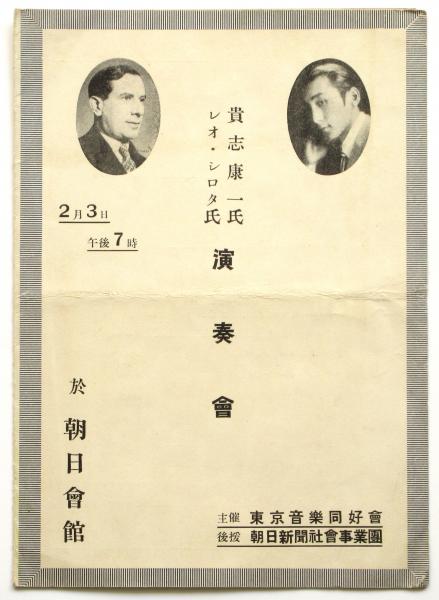 貴志康一氏
レオ・シロタ氏
演奏會
2月3日
午後7時
於 朝日會館
主催 東京音樂同好會
後援 朝日新聞社會事業團